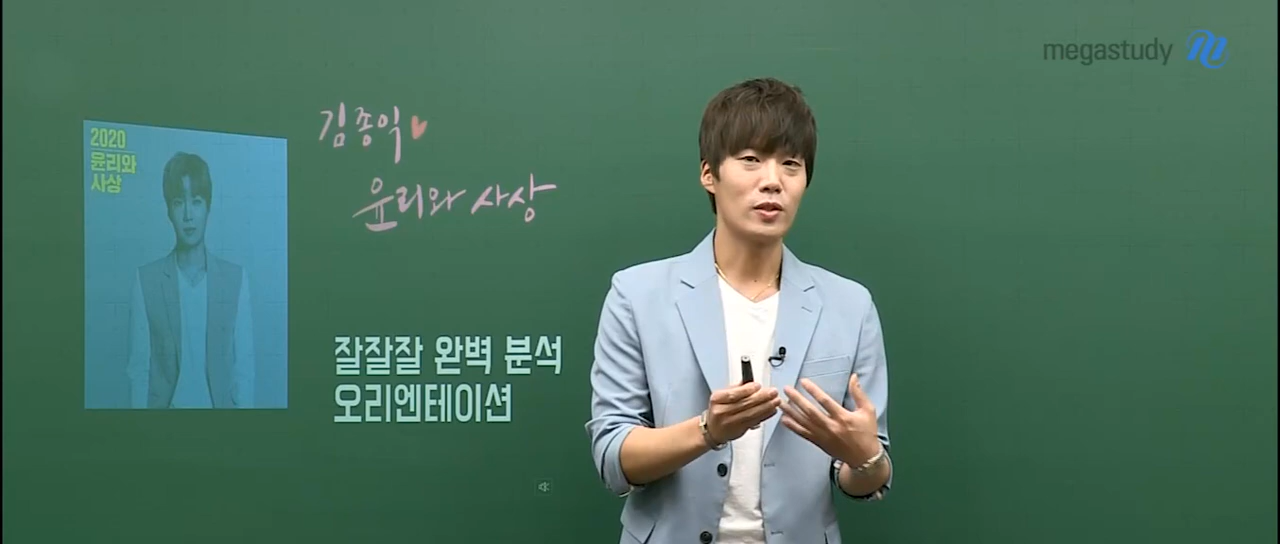 megastudy
2020
윤리와
사상
김종익
윤리와 사상
잘잘잘 완벽 분석
오리엔테이션